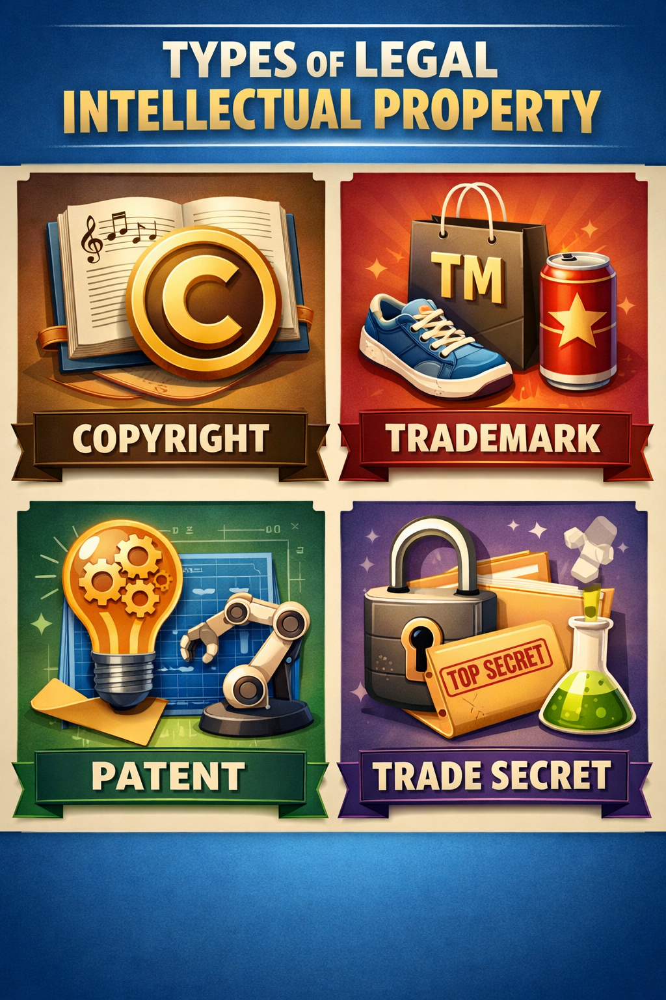 TYPES OF LEGAL
INTELLECTUAL PROPERTY
C
TM
COPYRIGHT
TRADEMARK
TOP SECRET
PATENT
TRADE SECRET